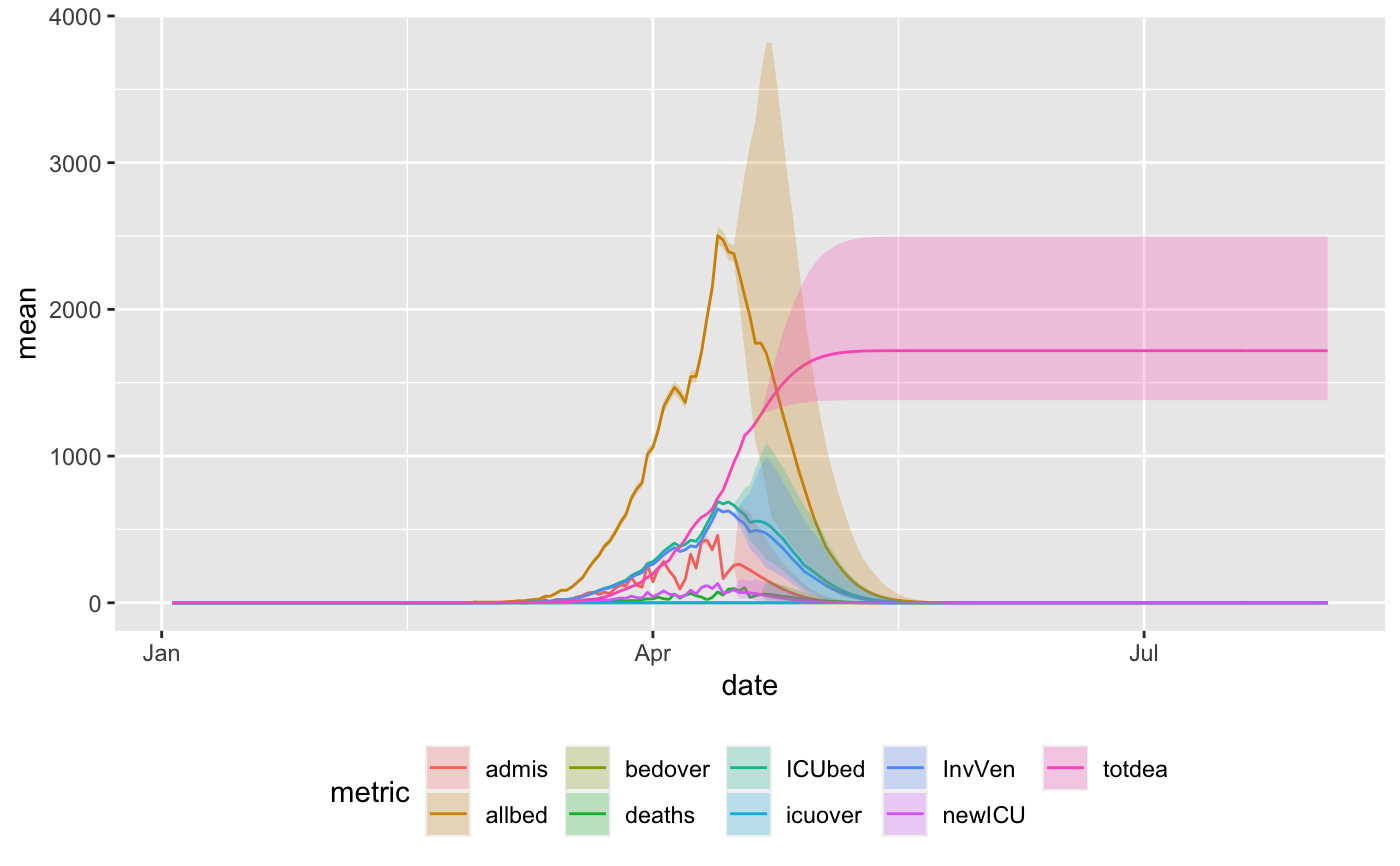 4000
3000
2000
1000
0
mean
Jan Apr Jul
date
metric
admis bedover ICUbed InvVen totdea
allbed deaths icuover newICU